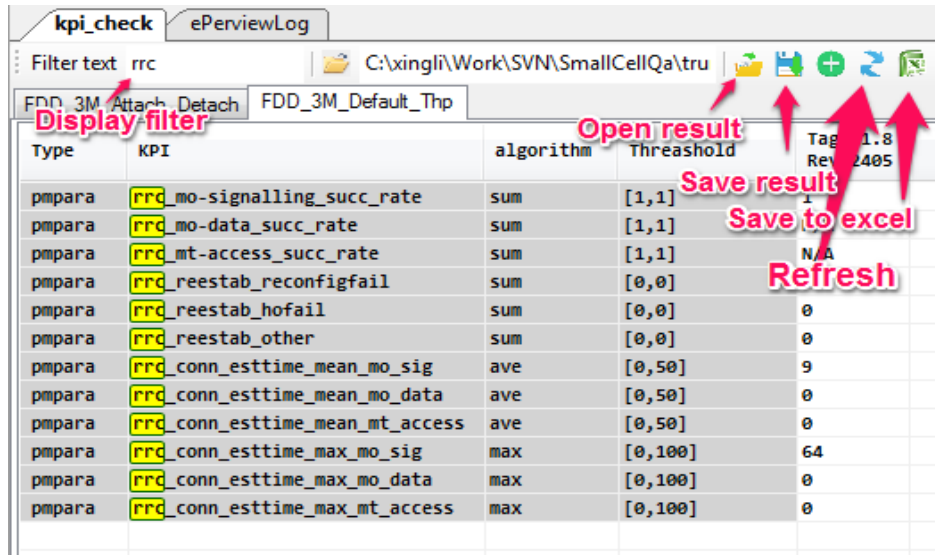 kpi_check ePerviewLog
Filter text rrc C:\xingli\Work\SVN\SmallCellQa\tru
FDD_3M_Attach_Detach FDD_3M_Default_Thp
Display filter
Open result
Save result
Save to excel
Refresh
Type KPI algorithm Threashold
pmpara rrc_mo-signalling_succ_rate sum [1,1] 1
pmpara rrc_mo-data_succ_rate sum [1,1]
pmpara rrc_mt-access_succ_rate sum [1,1] N/A
pmpara rrc_reestab_reconfigfail sum [0,0]
pmpara rrc_reestab_hofail sum [0,0] 0
pmpara rrc_reestab_other sum [0,0] 0
pmpara rrc_conn_esttime_mean_mo_sig ave [0,50] 9
pmpara rrc_conn_esttime_mean_mo_data ave [0,50] 0
pmpara rrc_conn_esttime_mean_mt_access ave [0,50] 0
pmpara rrc_conn_esttime_max_mo_sig max [0,100] 64
pmpara rrc_conn_esttime_max_mo_data max [0,100] 0
pmpara rrc_conn_esttime_max_mt_access max [0,100] 0